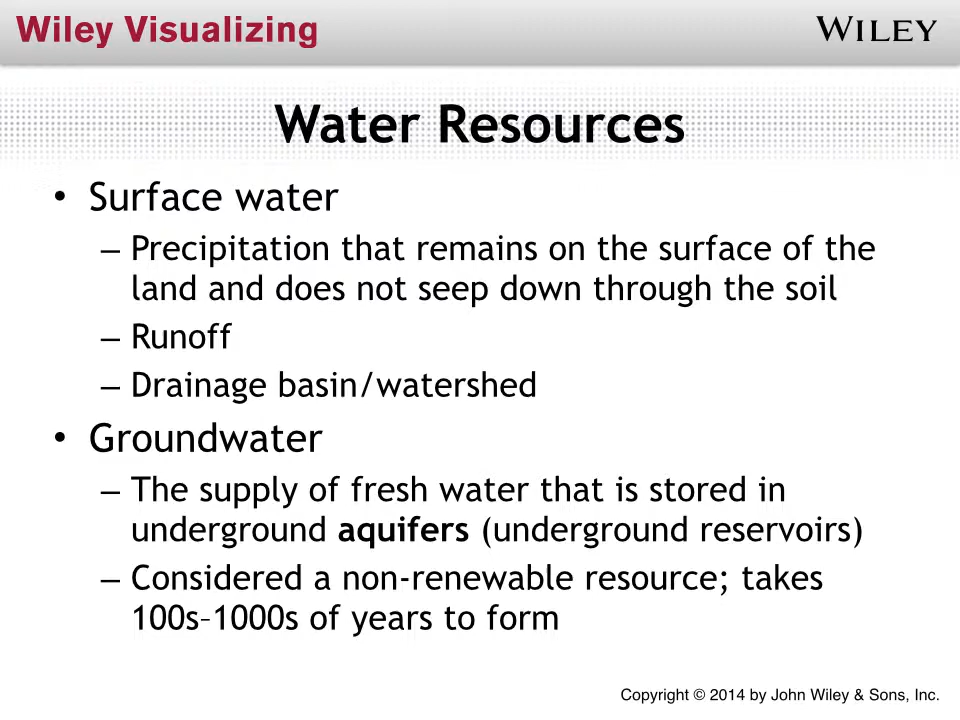 Wiley Visualizing
WILEY
Water Resources
• Surface water
– Precipitation that remains on the surface of the
land and does not seep down through the soil
– Runoff
– Drainage basin/watershed
• Groundwater
– The supply of fresh water that is stored in
underground aquifers (underground reservoirs)
– Considered a non-renewable resource; takes
100s–1000s of years to form
Copyright © 2014 by John Wiley & Sons, Inc.